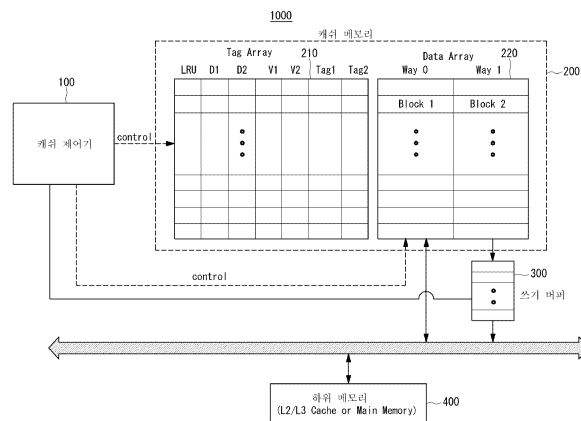 1000
캐쉬 메모리
Tag Array 210 Data Array 220
LRU D1 D2 V1 V2 Tag1 Tag2 Way 0 Way 1
200
100
Block 1 Block 2
캐쉬 제어기
control
control
300
쓰기 버퍼
하위 메모리
(L2/L3 Cache or Main Memory)
400